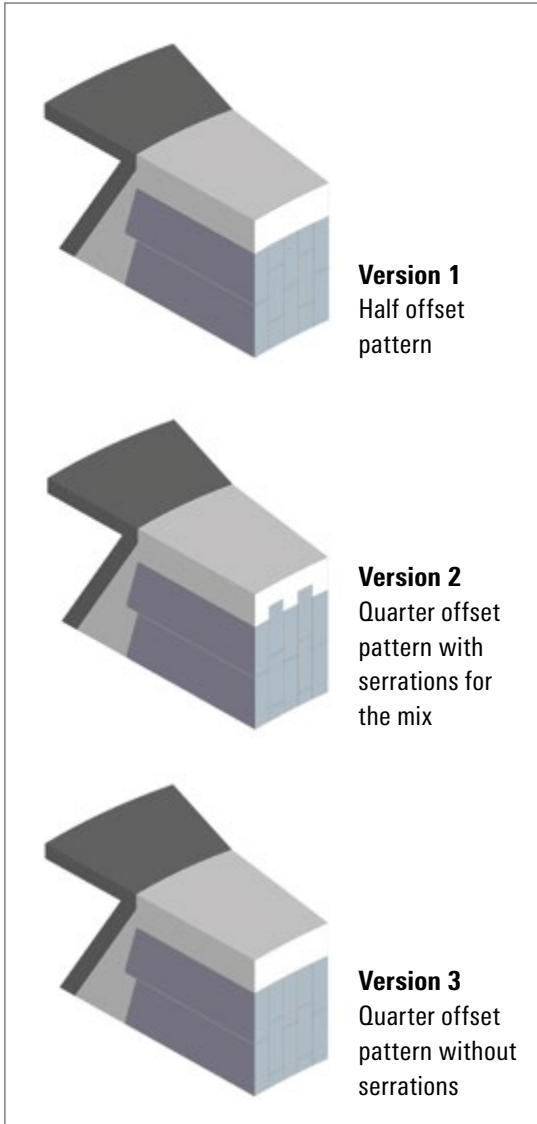 Version 1
Half offset
pattern
Version 2
Quarter offset
pattern with
serrations for
the mix
Version 3
Quarter offset
pattern without
serrations